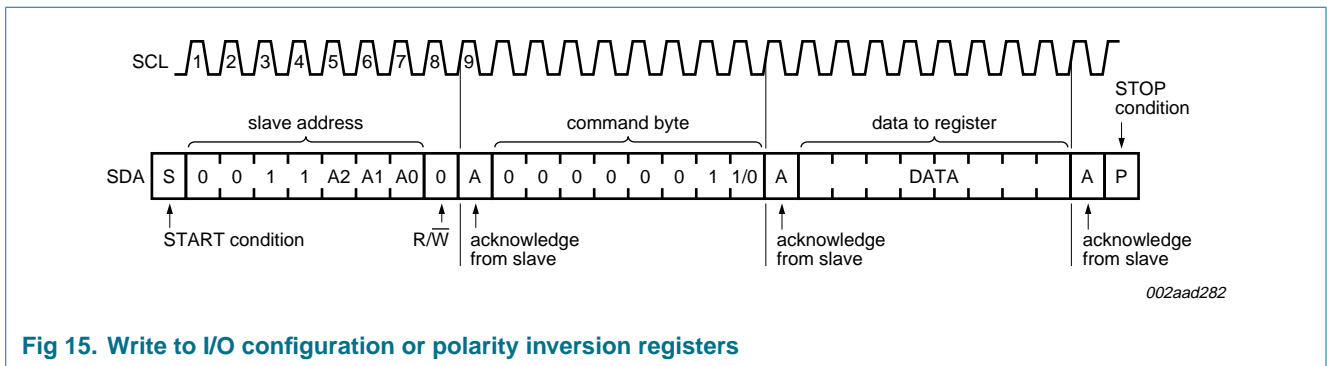 SCL 1 2 3 4 5 6 7 8 9
STOP
condition
slave address command byte data to register
SDA S 0 0 1 1 A2 A1 A0 0 A 0 0 0 0 0 0 1 1/0 A DATA A P
START condition R/W̅ acknowledge
from slave acknowledge
from slave acknowledge
from slave
002aad282
Fig 15. Write to I/O configuration or polarity inversion registers